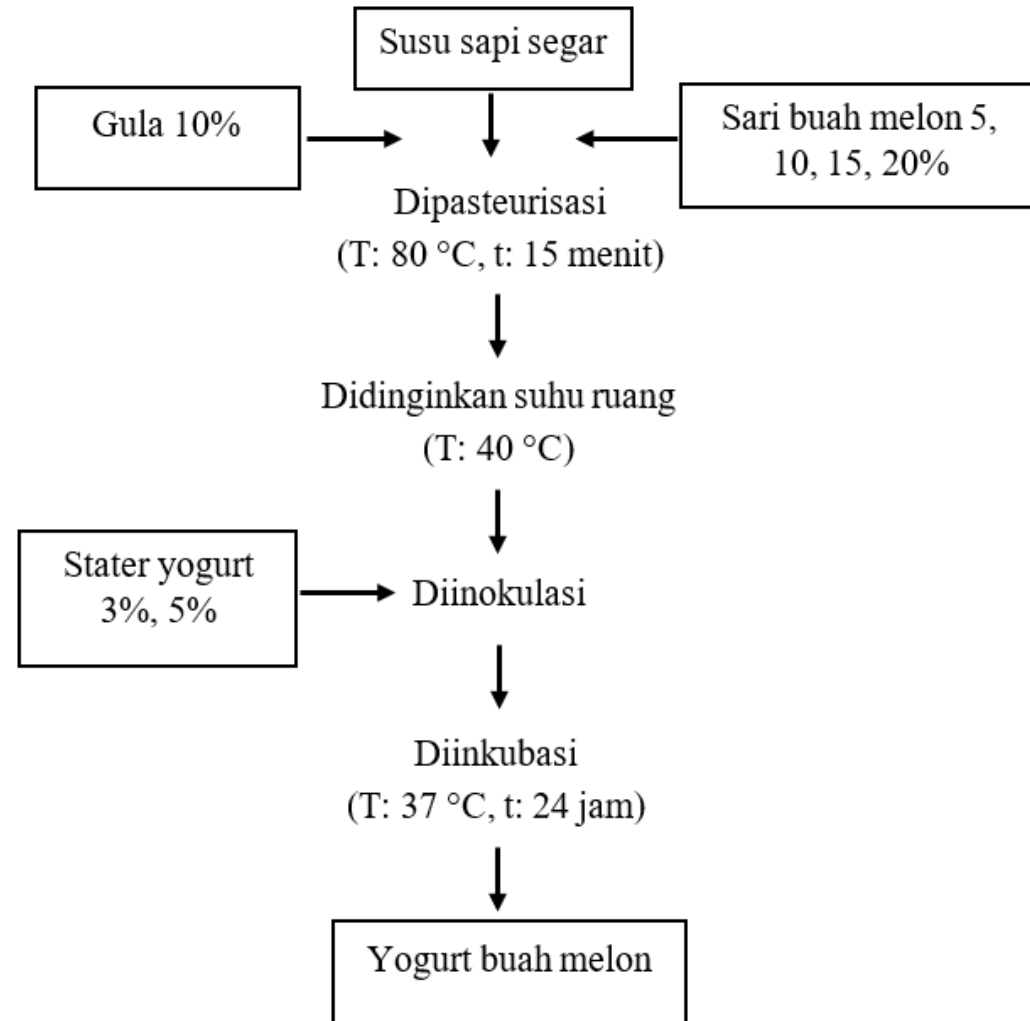 Susu sapi segar
Gula 10%
Sari buah melon 5,
10, 15, 20%
Dipasteurisasi
(T: 80 °C, t: 15 menit)
Didinginkan suhu ruang
(T: 40 °C)
Stater yogurt
3%, 5%
Diinokulasi
Diinkubasi
(T: 37 °C, t: 24 jam)
Yogurt buah melon